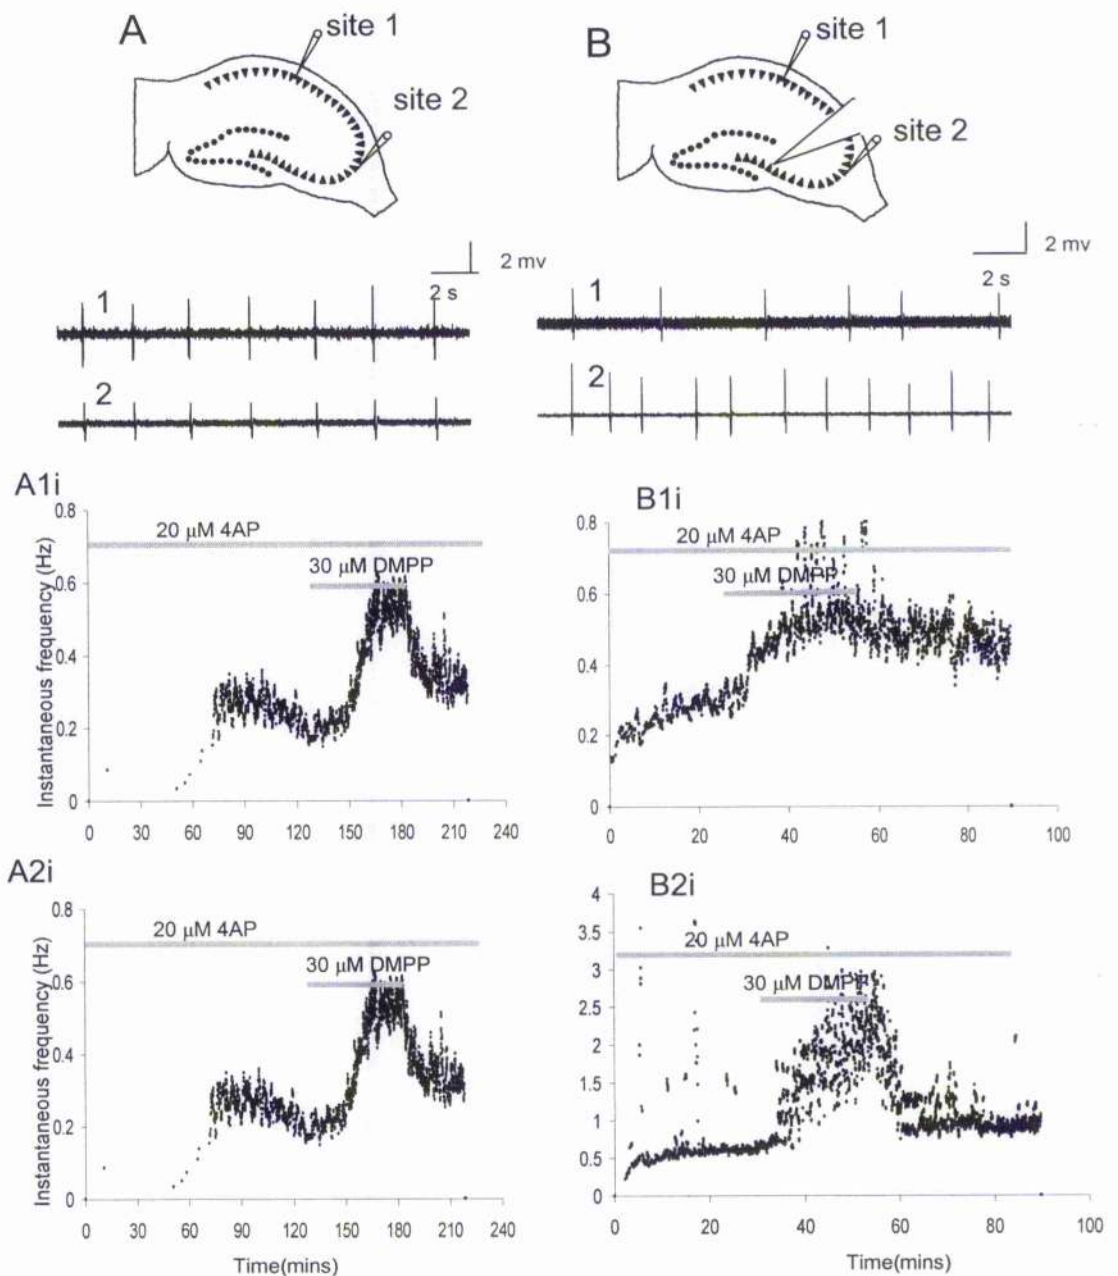 A
site 1
site 2
B
site 1
site 2
2 mv
2 s
2 mv
2 s
1
2
1
2
A1i
Instantaneous frequency (Hz)
0.8
0.6
0.4
0.2
0
20 μM 4AP
30 μM DMPP
0 30 60 90 120 150 180 210 240
B1i
0.8
0.6
0.4
0.2
0
20 μM 4AP
30 μM DMPP
0 20 40 60 80 100
A2i
Instantaneous frequency (Hz)
0.8
0.6
0.4
0.2
0
20 μM 4AP
30 μM DMPP
0 30 60 90 120 150 180 210 240
Time(mins)
B2i
4
3.5
3
2.5
2
1.5
1
0.5
0
20 μM 4AP
30 μM DMPP
0 20 40 60 80 100
Time(mins)